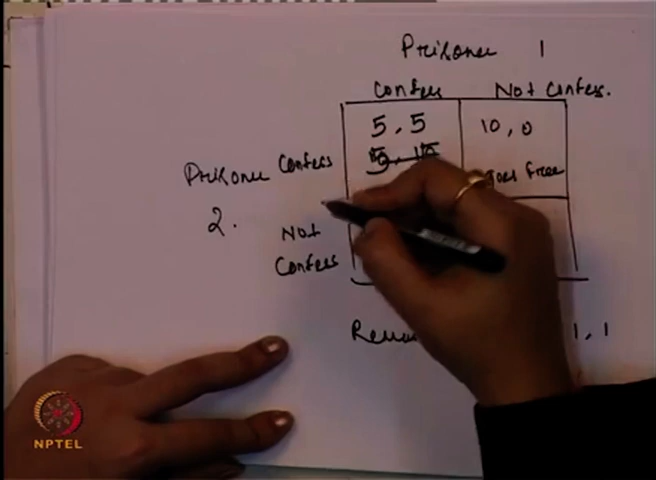 Prisoner 1
Confess Not Confess.
5, 5 10, 0
Prisoner Confess
Goes free
2.
Not
Confess
1, 1
NPTEL